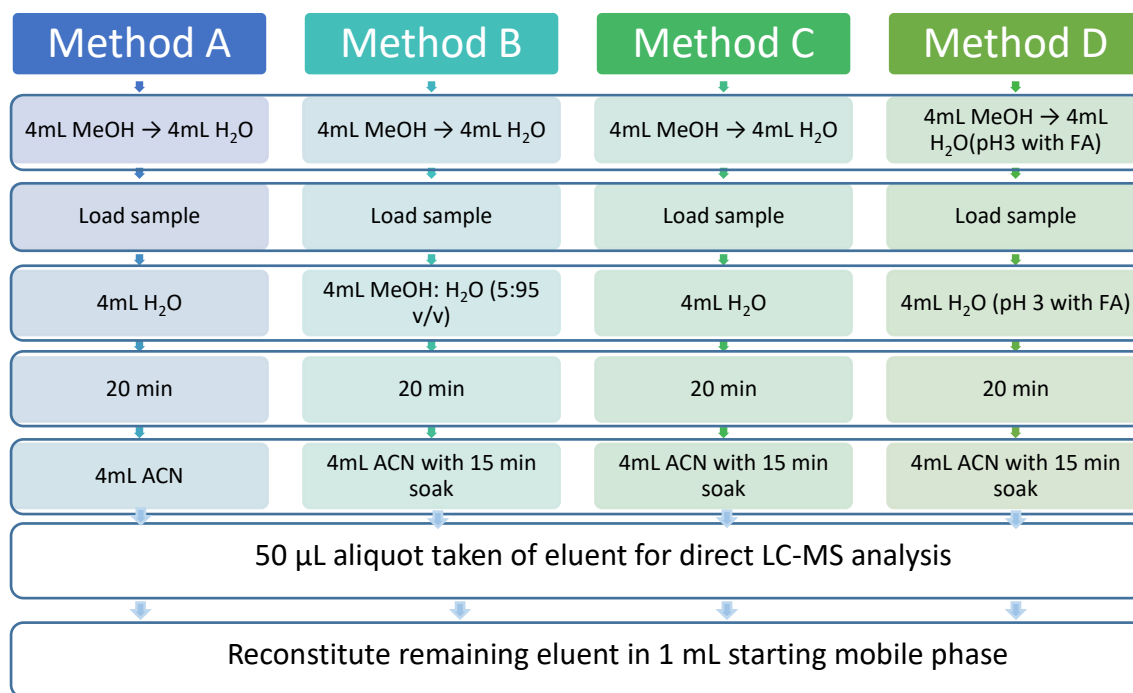 Method A
Method B
Method C
Method D
4mL MeOH → 4mL H₂O
4mL MeOH → 4mL H₂O
4mL MeOH → 4mL H₂O
4mL MeOH → 4mL
H₂O(pH3 with FA)
Load sample
Load sample
Load sample
Load sample
4mL H₂O
4mL MeOH: H₂O (5:95
v/v)
4mL H₂O
4mL H₂O (pH 3 with FA)
20 min
20 min
20 min
20 min
4mL ACN
4mL ACN with 15 min
soak
4mL ACN with 15 min
soak
4mL ACN with 15 min
soak
50 µL aliquot taken of eluent for direct LC-MS analysis
Reconstitute remaining eluent in 1 mL starting mobile phase